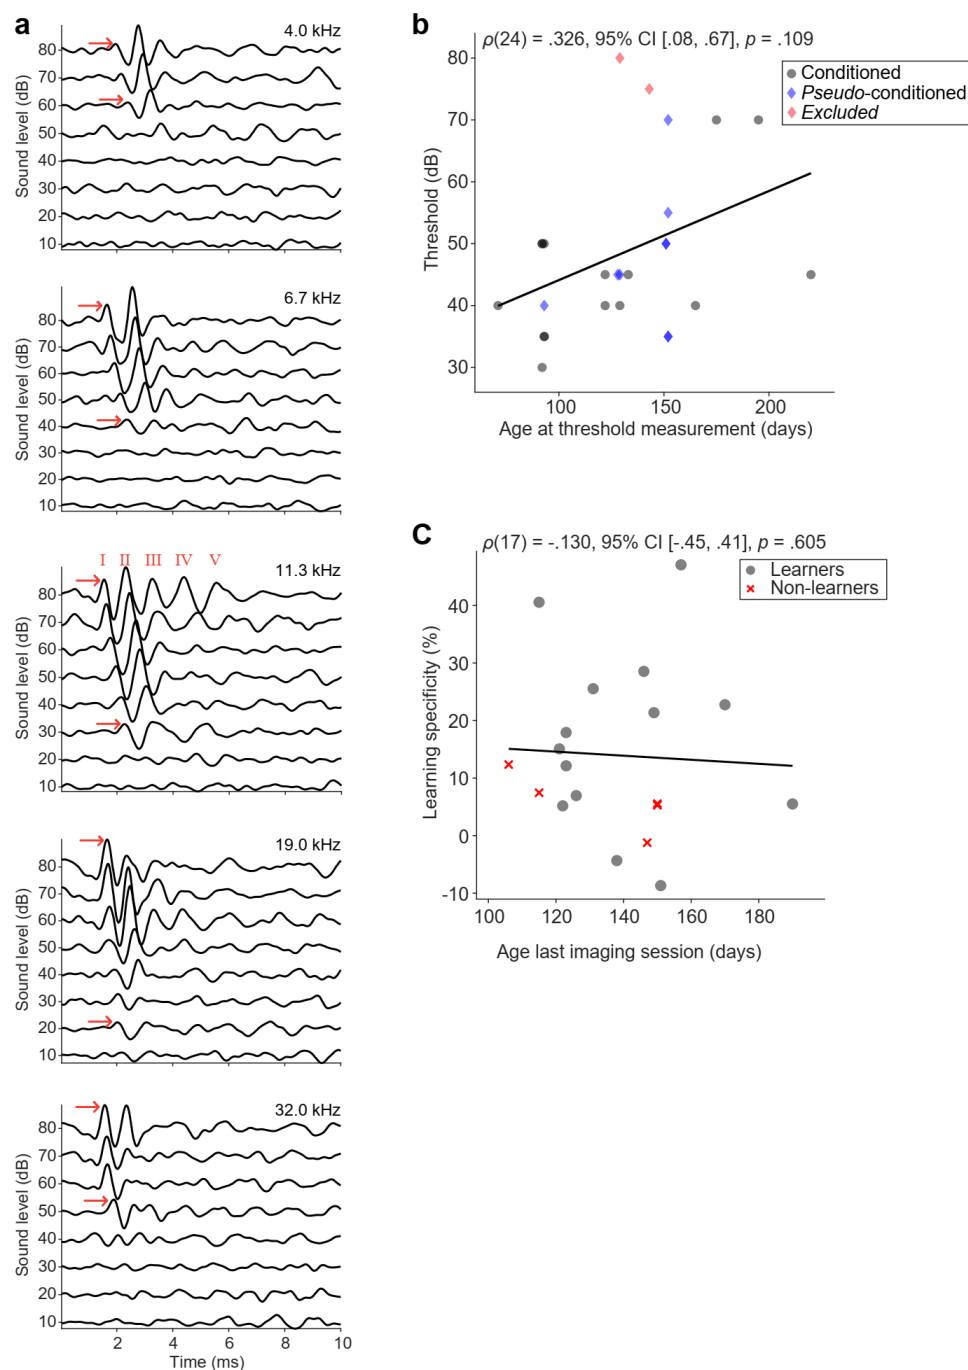 a
4.0 kHz
Sound level (dB)
80
70
60
50
40
30
20
10
6.7 kHz
Sound level (dB)
80
70
60
50
40
30
20
10
I II III IV V
11.3 kHz
Sound level (dB)
80
70
60
50
40
30
20
10
19.0 kHz
Sound level (dB)
80
70
60
50
40
30
20
10
32.0 kHz
Sound level (dB)
80
70
60
50
40
30
20
10
2 4 6 8 10
Time (ms)
b
ρ(24) = .326, 95% CI [.08, .67], p = .109
Conditioned
Pseudo-conditioned
Excluded
Threshold (dB)
80
70
60
50
40
30
100 150 200
Age at threshold measurement (days)
C
ρ(17) = -.130, 95% CI [-.45, .41], p = .605
Learners
Non-learners
Learning specificity (%)
40
30
20
10
0
-10
100 120 140 160 180
Age last imaging session (days)